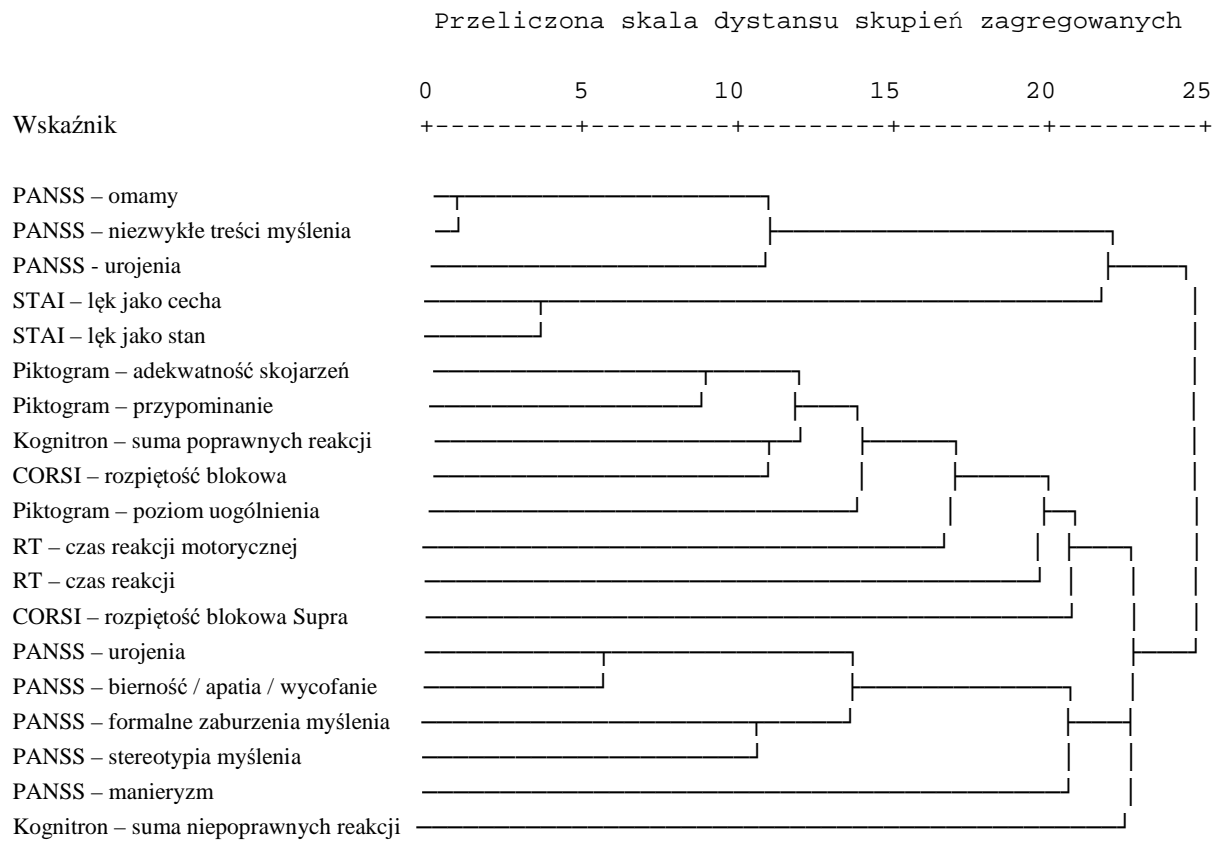 Przeliczona skala dystansu skupień zagregowanych
0 5 10 15 20 25
Wskaźnik
PANSS – omamy
PANSS – niezwykłe treści myślenia
PANSS - urojenia
STAI – lęk jako cecha
STAI – lęk jako stan
Piktogram – adekwatność skojarzeń
Piktogram – przypominanie
Kognitron – suma poprawnych reakcji
CORSI – rozpiętość blokowa
Piktogram – poziom uogólnienia
RT – czas reakcji motorycznej
RT – czas reakcji
CORSI – rozpiętość blokowa Supra
PANSS – urojenia
PANSS – bierność / apatia / wycofanie
PANSS – formalne zaburzenia myślenia
PANSS – stereotypia myślenia
PANSS – manieryzm
Kognitron – suma niepoprawnych reakcji